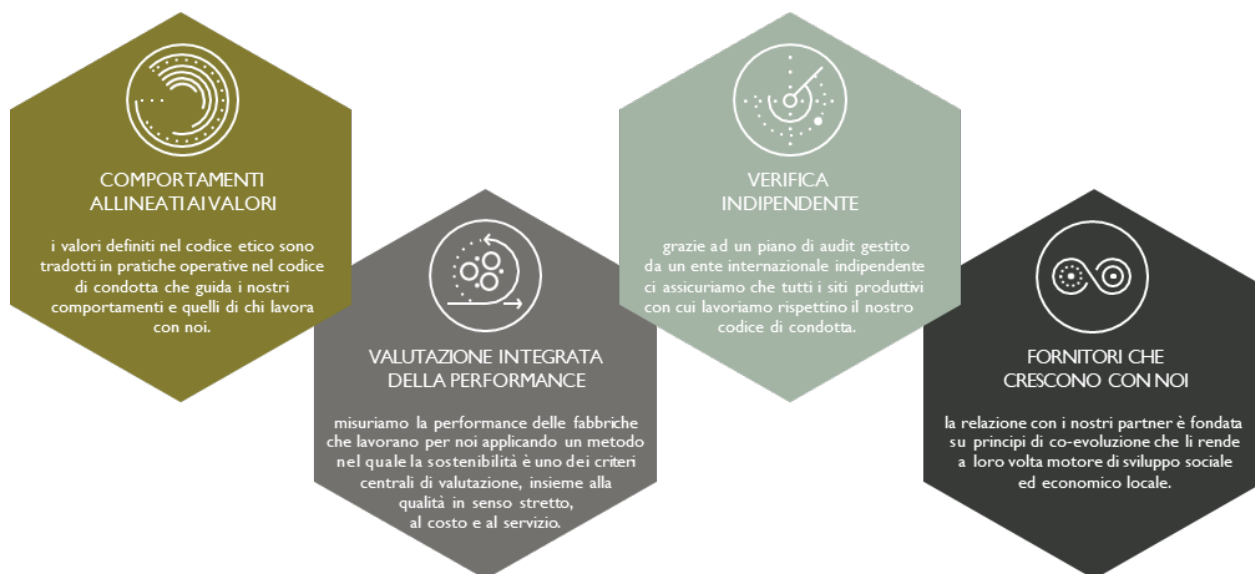 COMPORTAMENTI
ALLINEATI AI VALORI
i valori definiti nel codice etico sono
tradotti in pratiche operative nel codice
di condotta che guida i nostri
comportamenti e quelli di chi lavora
con noi.
VALUTAZIONE INTEGRATA
DELLA PERFORMANCE
misuriamo la performance delle fabbriche
che lavorano per noi applicando un metodo
nel quale la sostenibilità è uno dei criteri
centrali di valutazione, insieme alla
qualità in senso stretto,
al costo e al servizio.
VERIFICA
INDIPENDENTE
grazie ad un piano di audit gestito
da un ente internazionale indipendente
ci assicuriamo che tutti i siti produttivi
con cui lavoriamo rispettino il nostro
codice di condotta.
FORNITORI CHE
CRESCONO CON NOI
la relazione con i nostri partner è fondata
su principi di co-evoluzione che li rende
a loro volta motore di sviluppo sociale
ed economico locale.